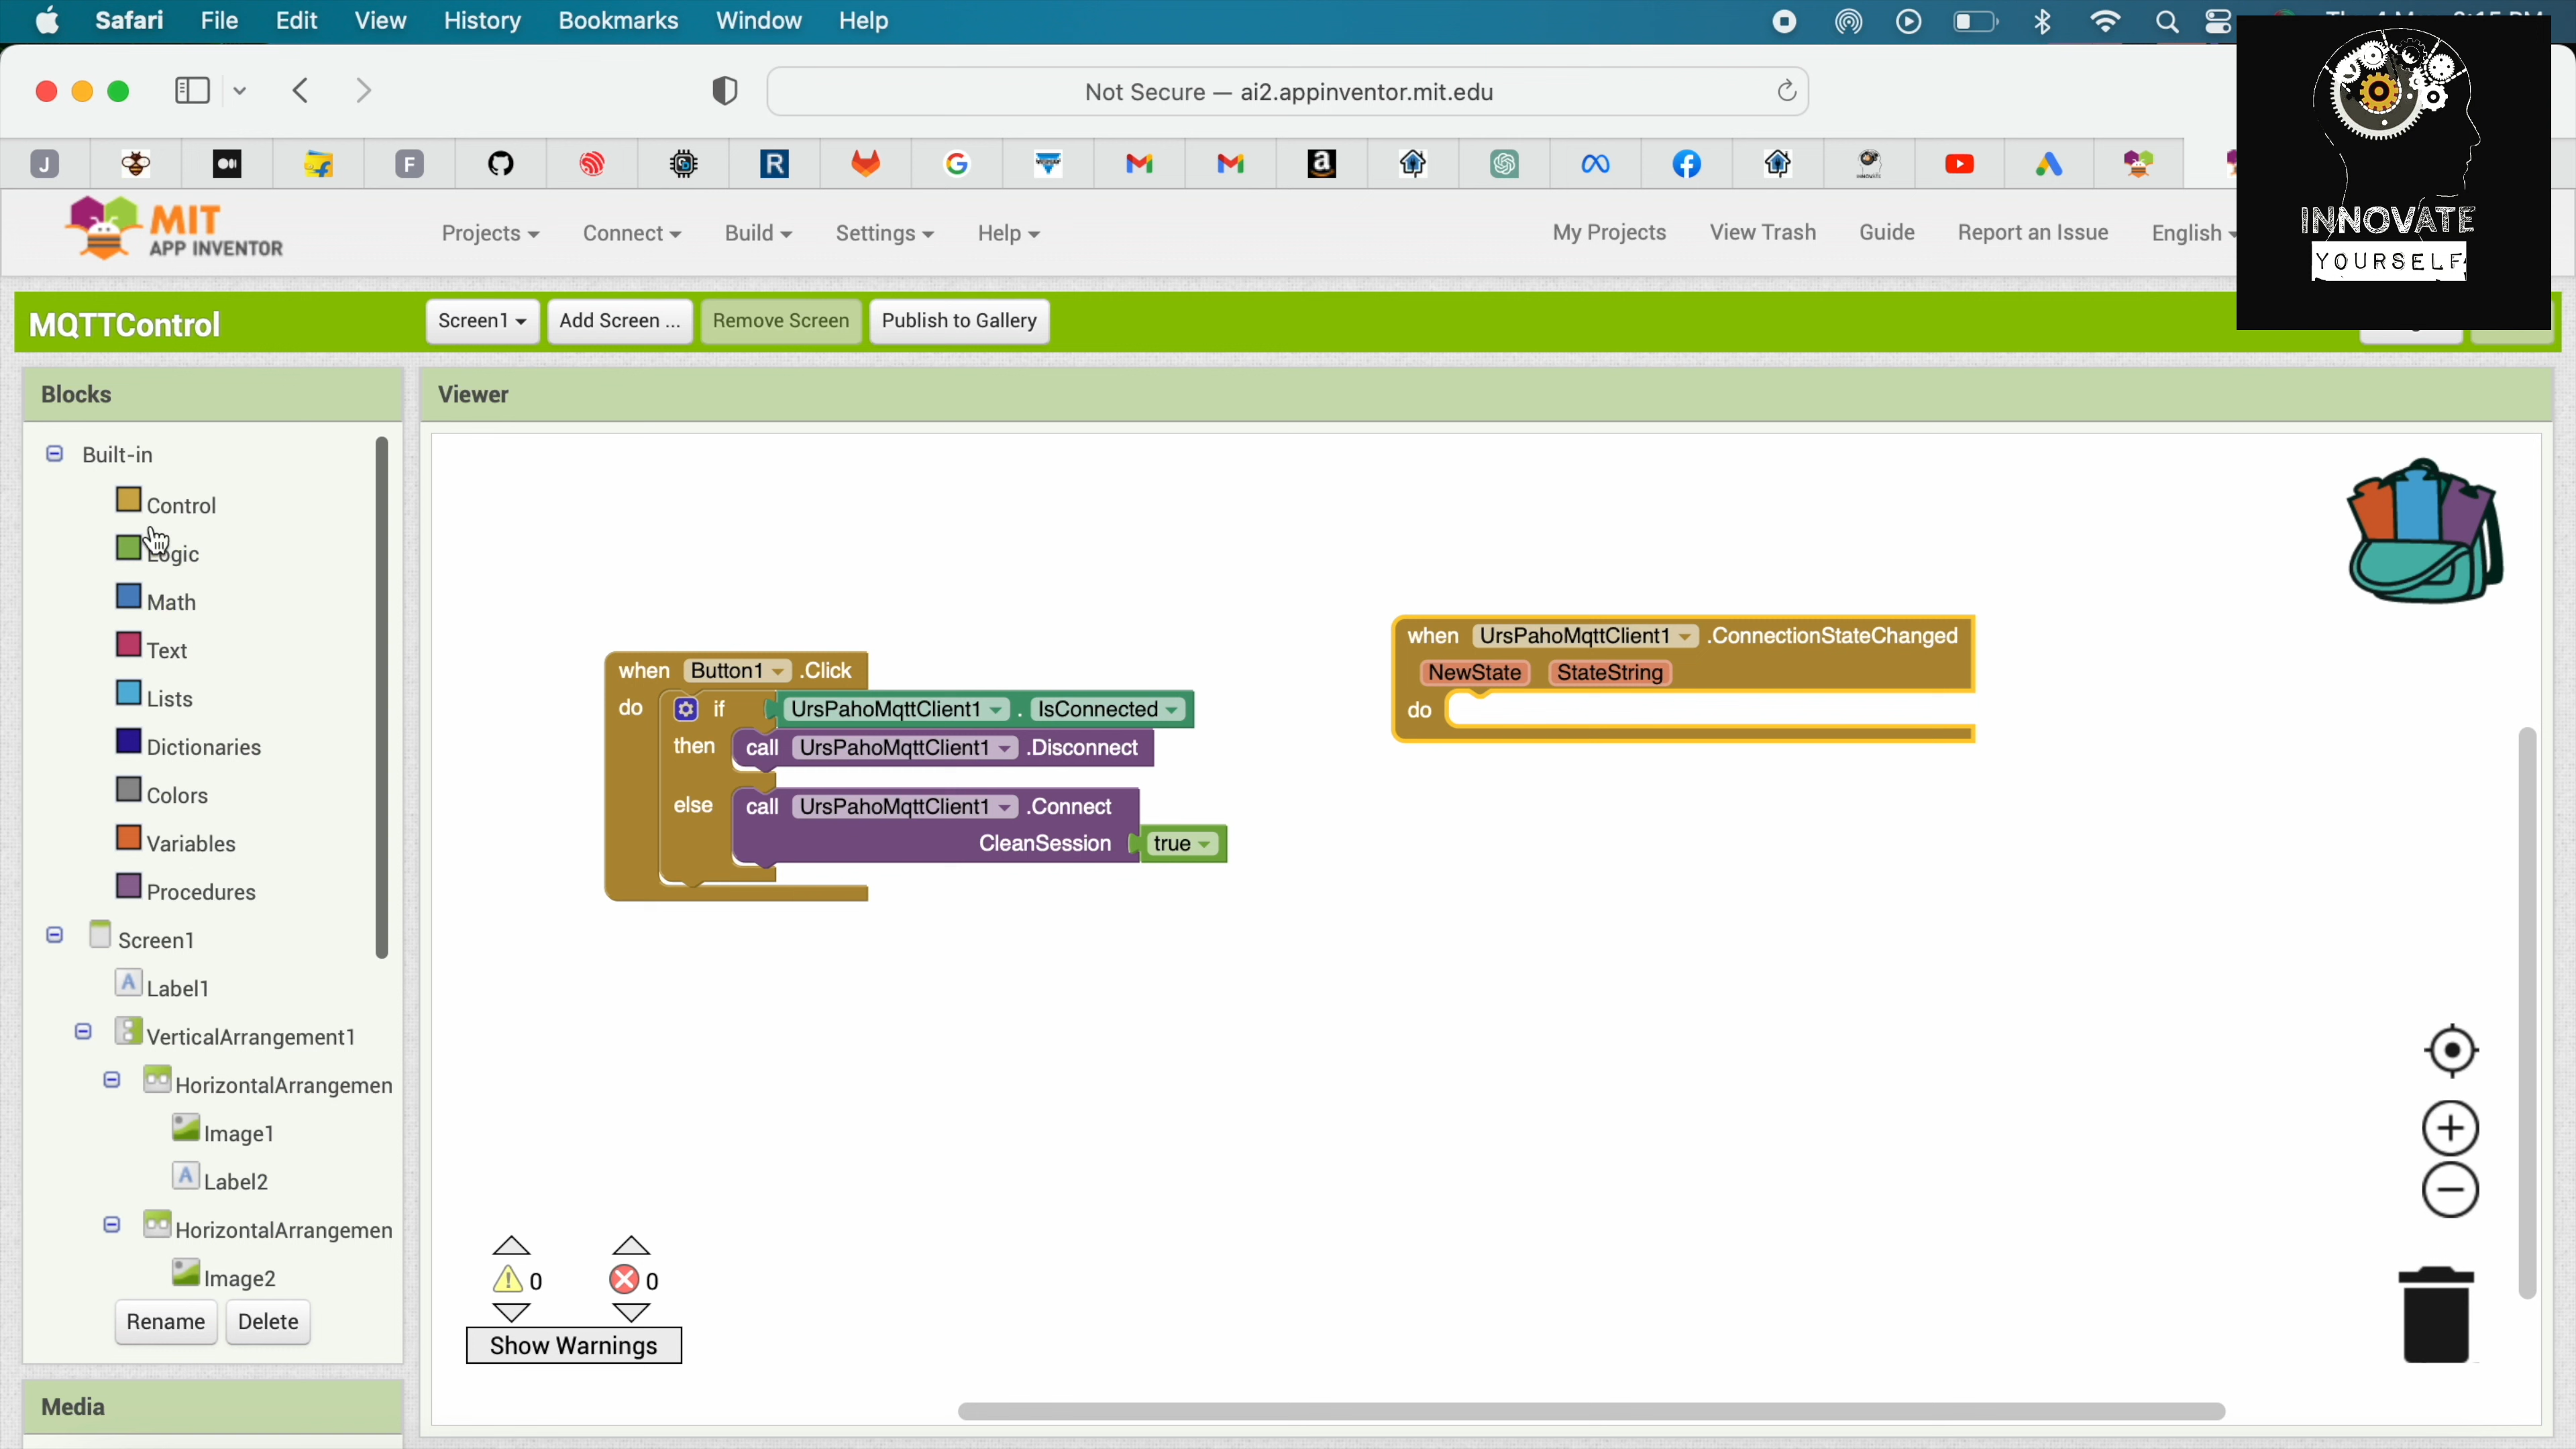 Safari File Edit View History Bookmarks Window Help
Not Secure — ai2.appinventor.mit.edu
J
F
R
G
a
INNOVATE
YOURSELF
MIT
APP INVENTOR
Projects Connect Build Settings Help My Projects View Trash Guide Report an Issue English
MQTTControl Screen1 Add Screen ... Remove Screen Publish to Gallery
Blocks
Viewer
Built-in
Control
Logic
Math
Text
Lists
Dictionaries
Colors
Variables
Procedures
Screen1
A Label1
VerticalArrangement1
HorizontalArrangemen
Image1
A Label2
HorizontalArrangemen
Image2
Rename Delete
Media
when Button1 .Click
do if UrsPahoMqttClient1 . IsConnected
then call UrsPahoMqttClient1 .Disconnect
else call UrsPahoMqttClient1 .Connect
CleanSession true
when UrsPahoMqttClient1 .ConnectionStateChanged
NewState StateString
do
0 0
Show Warnings